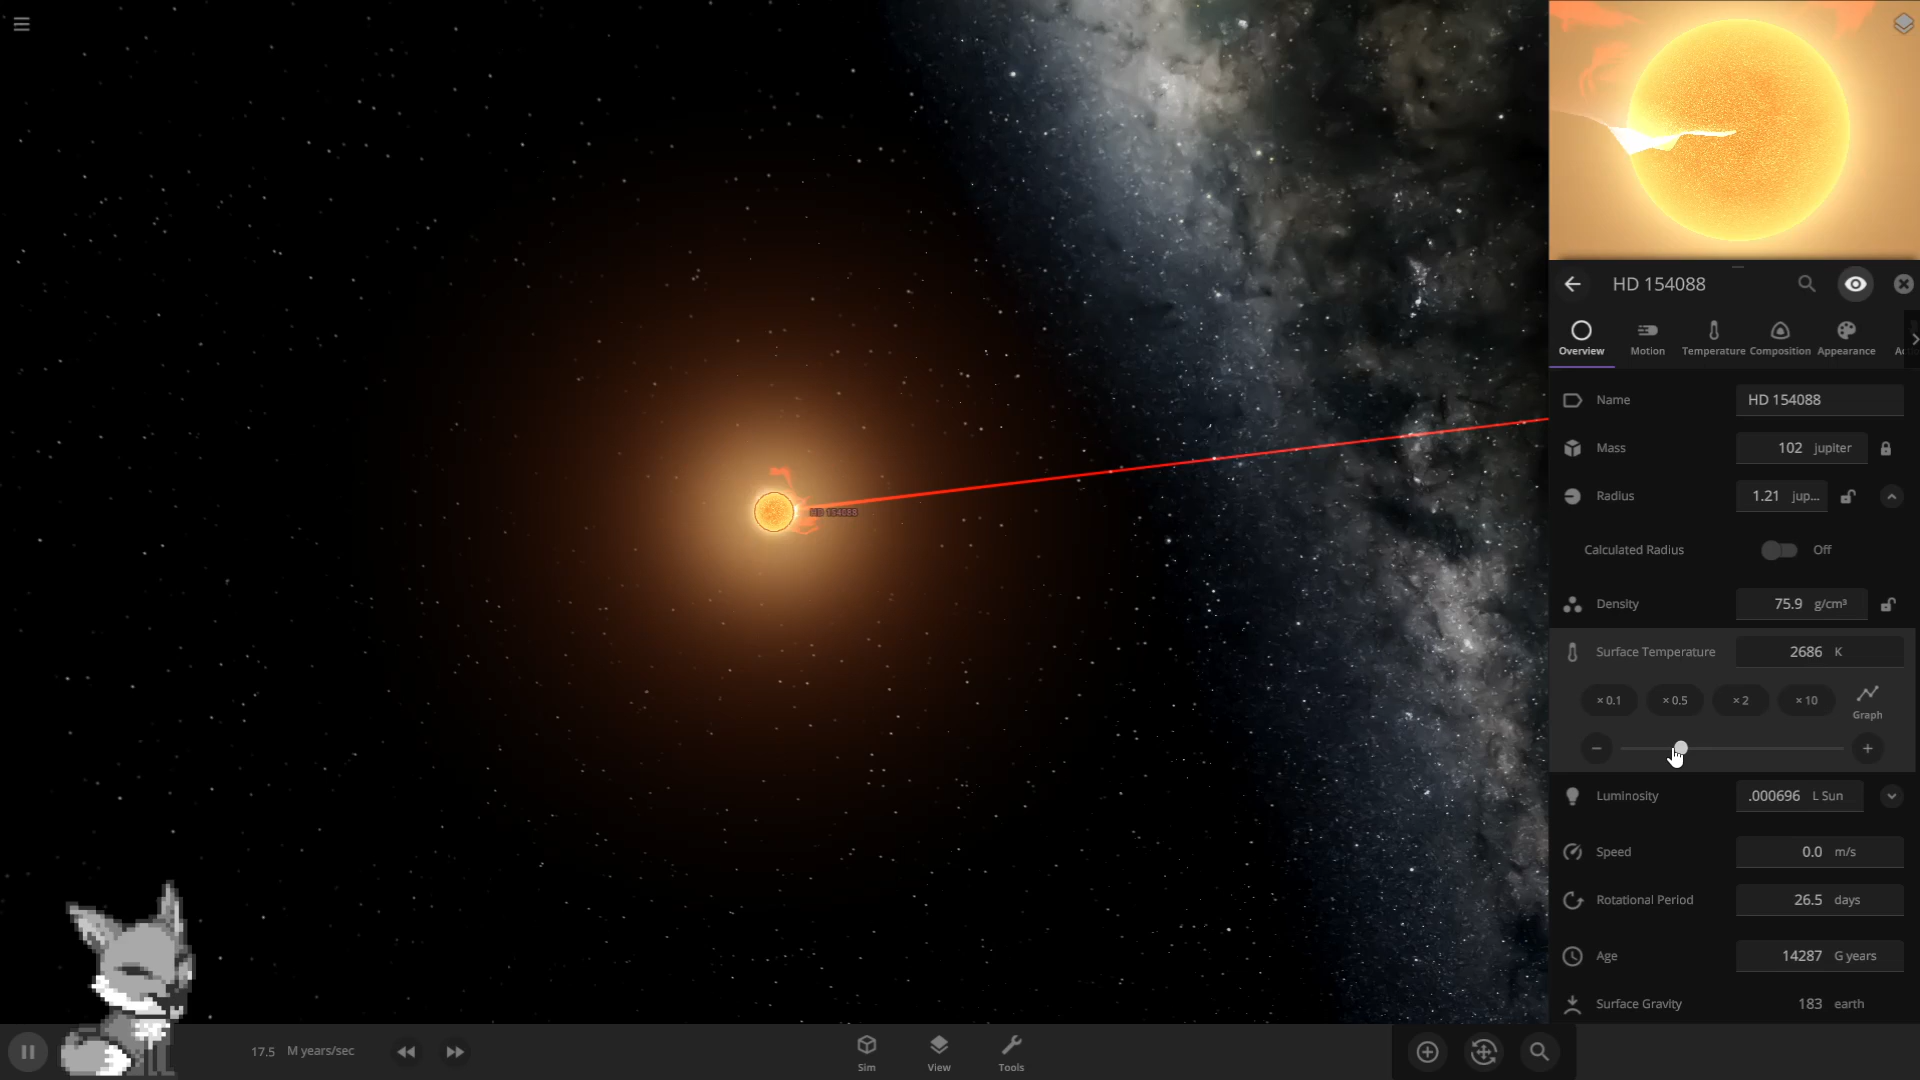 HD 154088
HD 154088
Overview Motion Temperature Composition Appearance
Name HD 154088
Mass 102 jupiter
Radius 1.21 jup...
Calculated Radius Off
Density 75.9 g/cm³
Surface Temperature 2686 K
× 0.1 × 0.5 × 2 × 10 Graph
Luminosity .000696 L Sun
Speed 0.0 m/s
Rotational Period 26.5 days
Age 14287 G years
Surface Gravity 183 earth
17.5 M years/sec
Sim View Tools